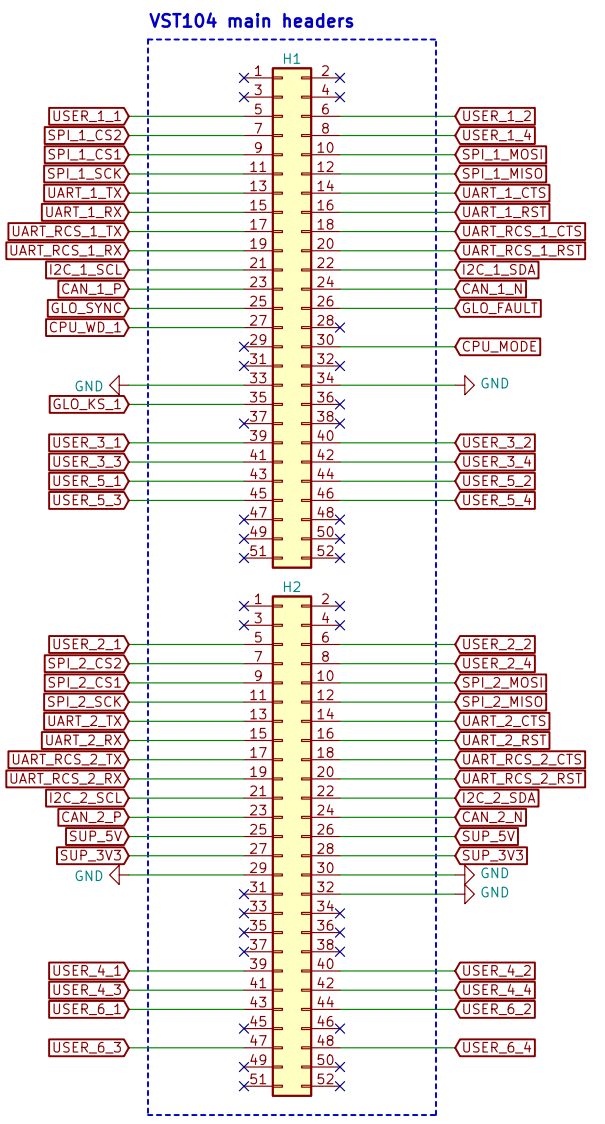 VST104 main headers
H1
1 2
3 4
USER_1_1 5 6 USER_1_2
SPI_1_CS2 7 8 USER_1_4
SPI_1_CS1 9 10 SPI_1_MOSI
SPI_1_SCK 11 12 SPI_1_MISO
UART_1_TX 13 14 UART_1_CTS
UART_1_RX 15 16 UART_1_RST
UART_RCS_1_TX 17 18 UART_RCS_1_CTS
UART_RCS_1_RX 19 20 UART_RCS_1_RST
I2C_1_SCL 21 22 I2C_1_SDA
CAN_1_P 23 24 CAN_1_N
GLO_SYNC 25 26 GLO_FAULT
CPU_WD_1 27 28
29 30 CPU_MODE
31 32
GND 33 34 GND
GLO_KS_1 35 36
37 38
USER_3_1 39 40 USER_3_2
USER_3_3 41 42 USER_3_4
USER_5_1 43 44 USER_5_2
USER_5_3 45 46 USER_5_4
47 48
49 50
51 52
H2
1 2
3 4
USER_2_1 5 6 USER_2_2
SPI_2_CS2 7 8 USER_2_4
SPI_2_CS1 9 10 SPI_2_MOSI
SPI_2_SCK 11 12 SPI_2_MISO
UART_2_TX 13 14 UART_2_CTS
UART_2_RX 15 16 UART_2_RST
UART_RCS_2_TX 17 18 UART_RCS_2_CTS
UART_RCS_2_RX 19 20 UART_RCS_2_RST
I2C_2_SCL 21 22 I2C_2_SDA
CAN_2_P 23 24 CAN_2_N
SUP_5V 25 26 SUP_5V
SUP_3V3 27 28 SUP_3V3
GND 29 30 GND
31 32 GND
33 34
35 36
37 38
USER_4_1 39 40 USER_4_2
USER_4_3 41 42 USER_4_4
USER_6_1 43 44 USER_6_2
45 46
USER_6_3 47 48 USER_6_4
49 50
51 52